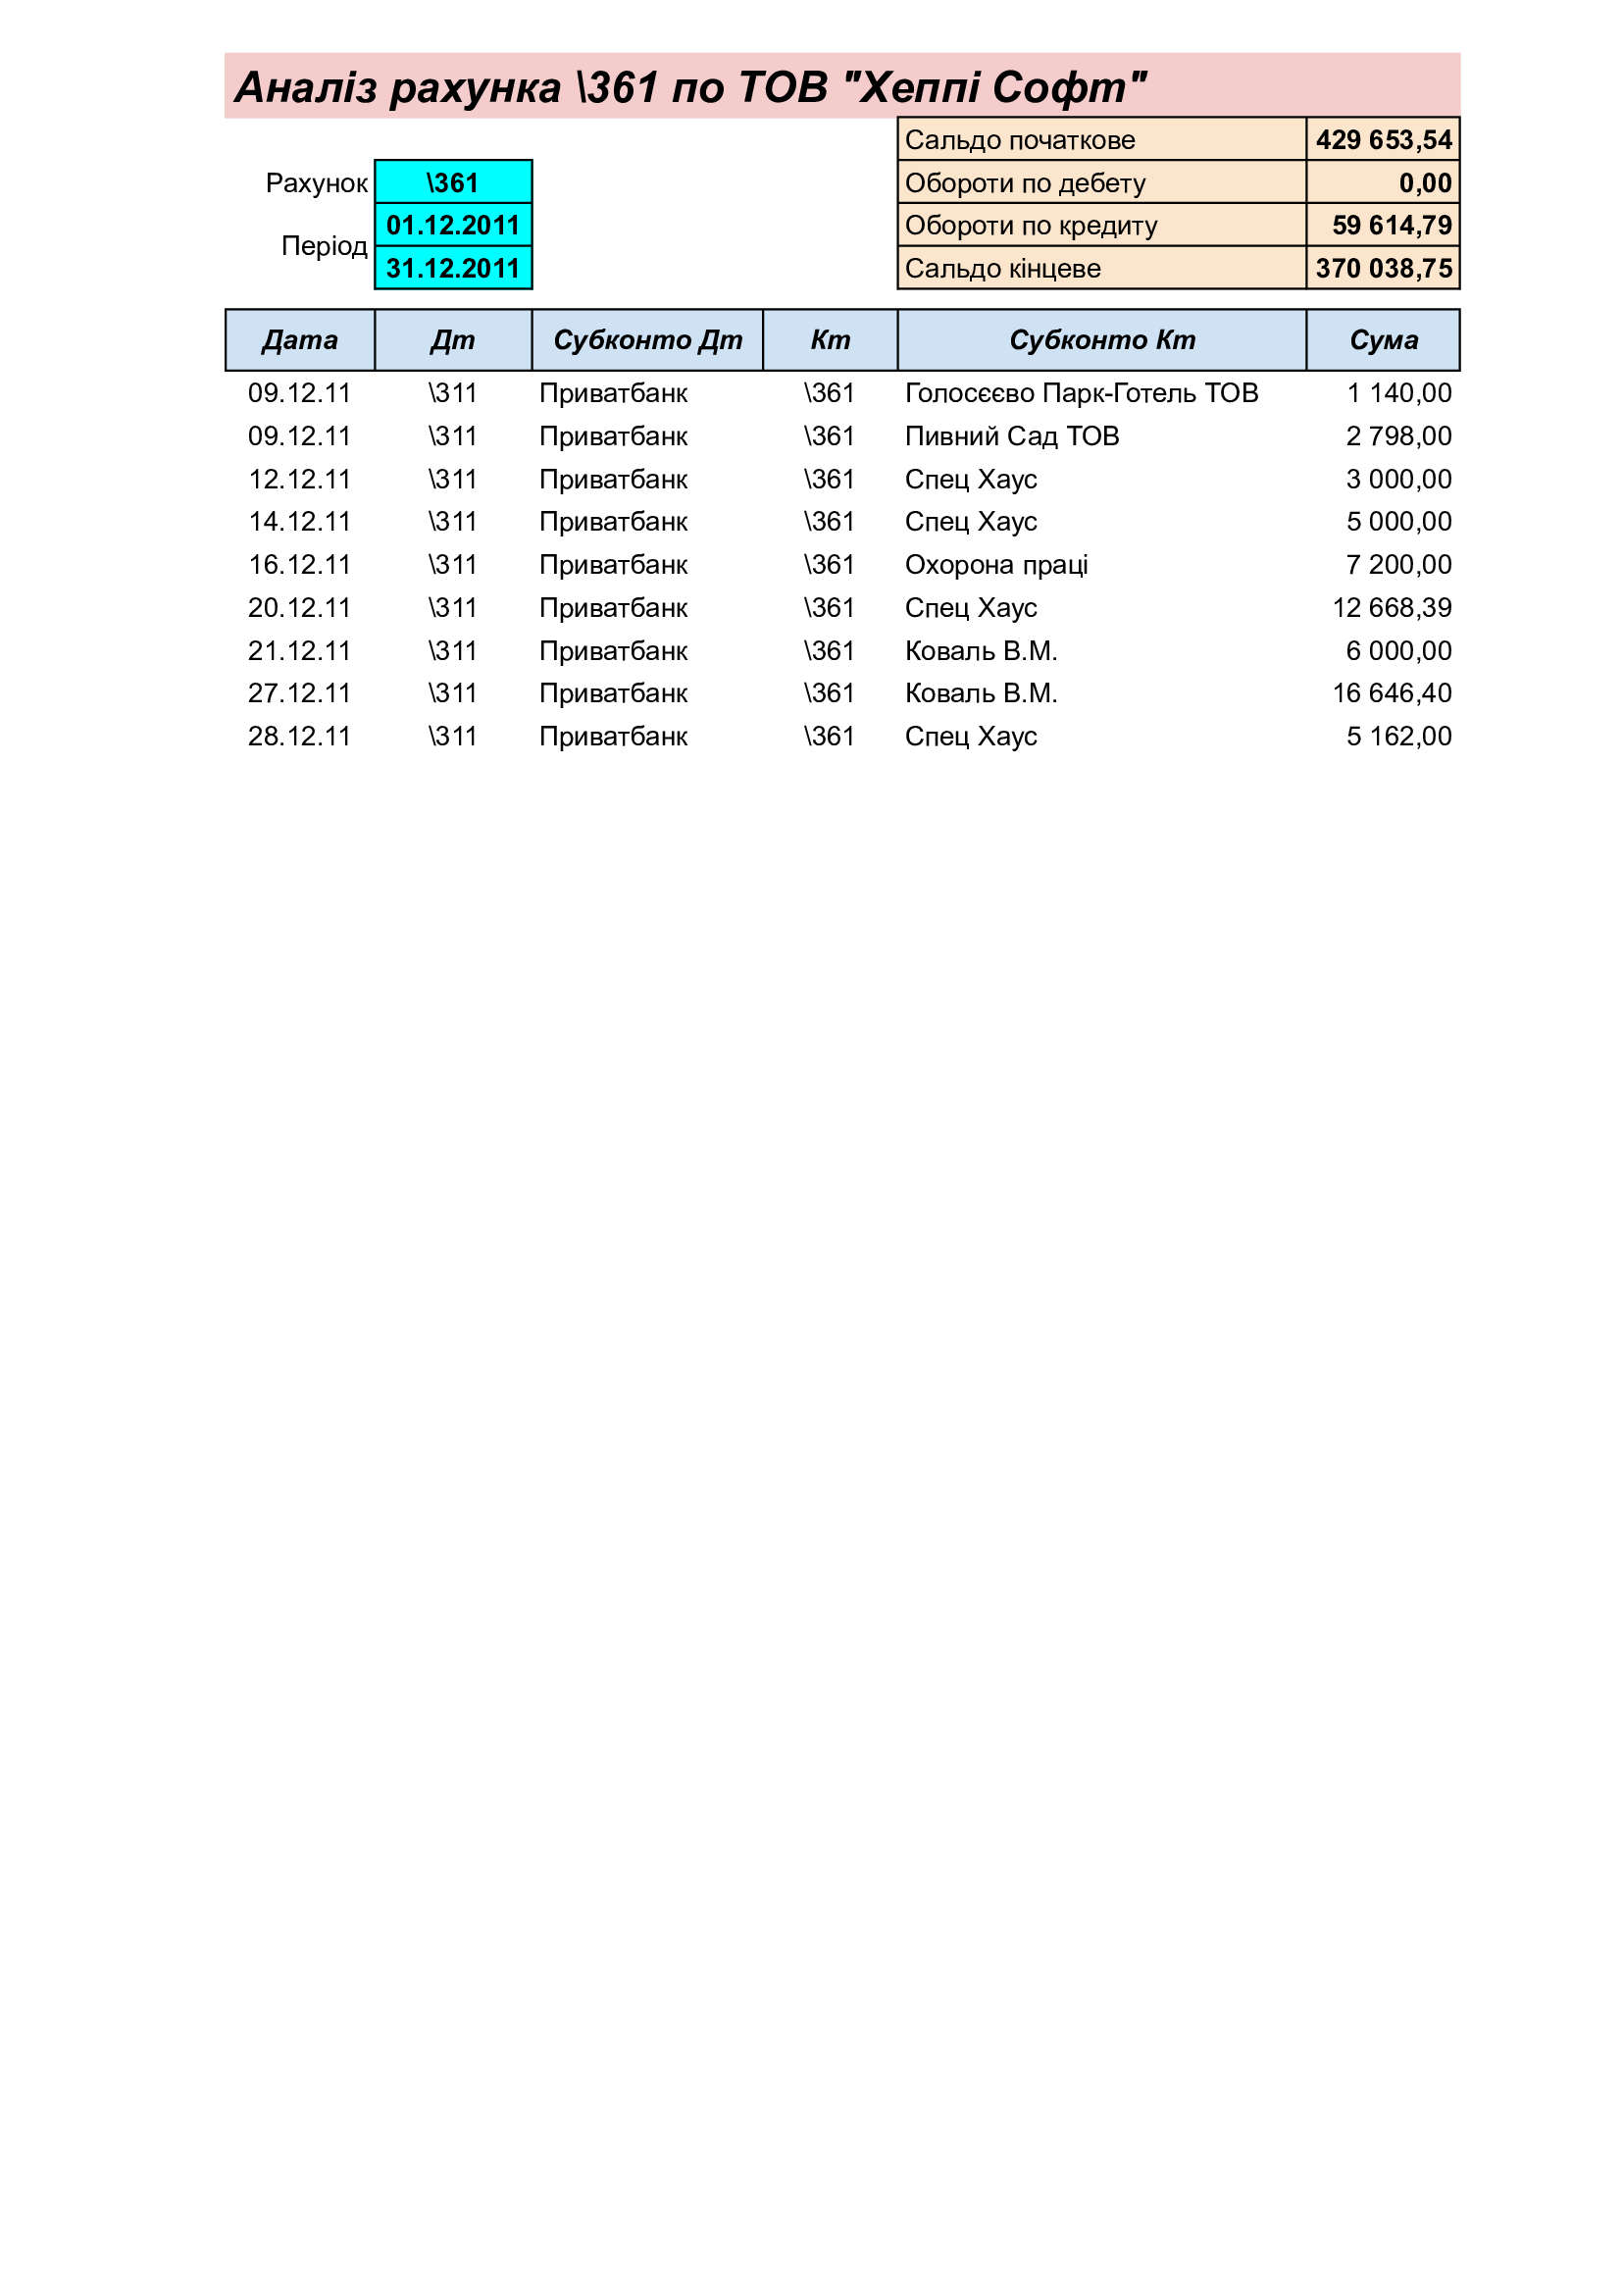 Аналіз рахунка \361 по ТОВ "Хеппі Софт"
Сальдо початкове 429 653,54
Рахунок \361 Обороти по дебету 0,00
Період 01.12.2011 Обороти по кредиту 59 614,79
31.12.2011 Сальдо кінцеве 370 038,75
Дата Дт Субконто Дт Кт Субконто Кт Сума
09.12.11 \311 Приватбанк \361 Голосєєво Парк-Готель ТОВ 1 140,00
09.12.11 \311 Приватбанк \361 Пивний Сад ТОВ 2 798,00
12.12.11 \311 Приватбанк \361 Спец Хаус 3 000,00
14.12.11 \311 Приватбанк \361 Спец Хаус 5 000,00
16.12.11 \311 Приватбанк \361 Охорона праці 7 200,00
20.12.11 \311 Приватбанк \361 Спец Хаус 12 668,39
21.12.11 \311 Приватбанк \361 Коваль В.М. 6 000,00
27.12.11 \311 Приватбанк \361 Коваль В.М. 16 646,40
28.12.11 \311 Приватбанк \361 Спец Хаус 5 162,00